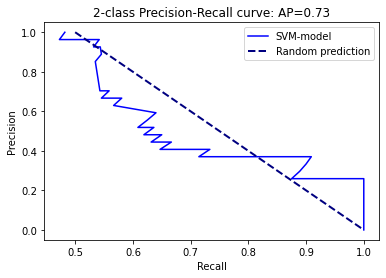 2-class Precision-Recall curve: AP=0.73
SVM-model
Random prediction
Precision
1.0
0.8
0.6
0.4
0.2
0.0
0.5 0.6 0.7 0.8 0.9 1.0
Recall